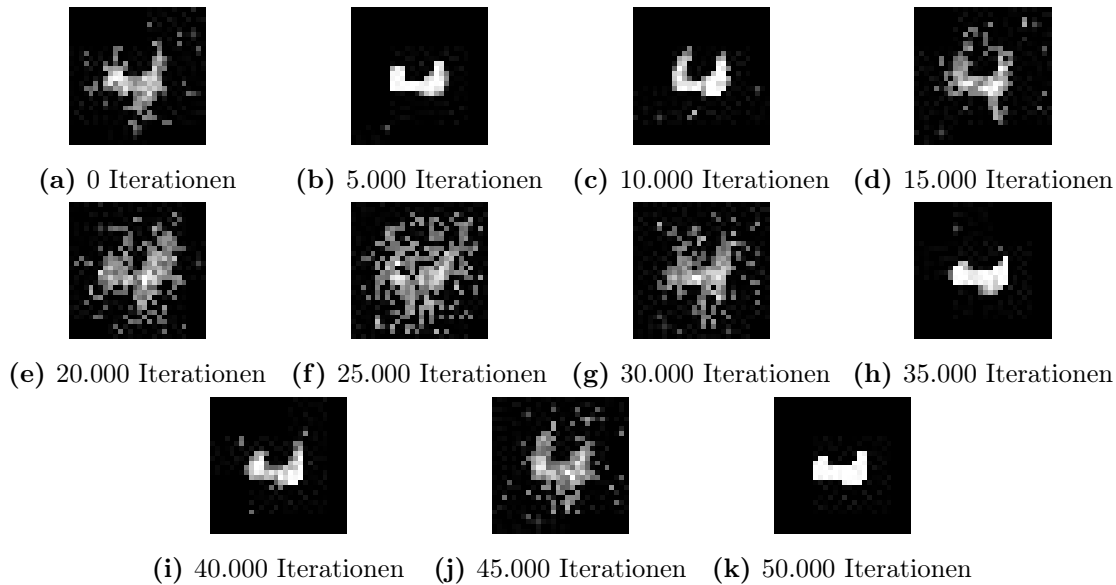 (a) 0 Iterationen (b) 5.000 Iterationen (c) 10.000 Iterationen (d) 15.000 Iterationen
(e) 20.000 Iterationen (f) 25.000 Iterationen (g) 30.000 Iterationen (h) 35.000 Iterationen
(i) 40.000 Iterationen (j) 45.000 Iterationen (k) 50.000 Iterationen